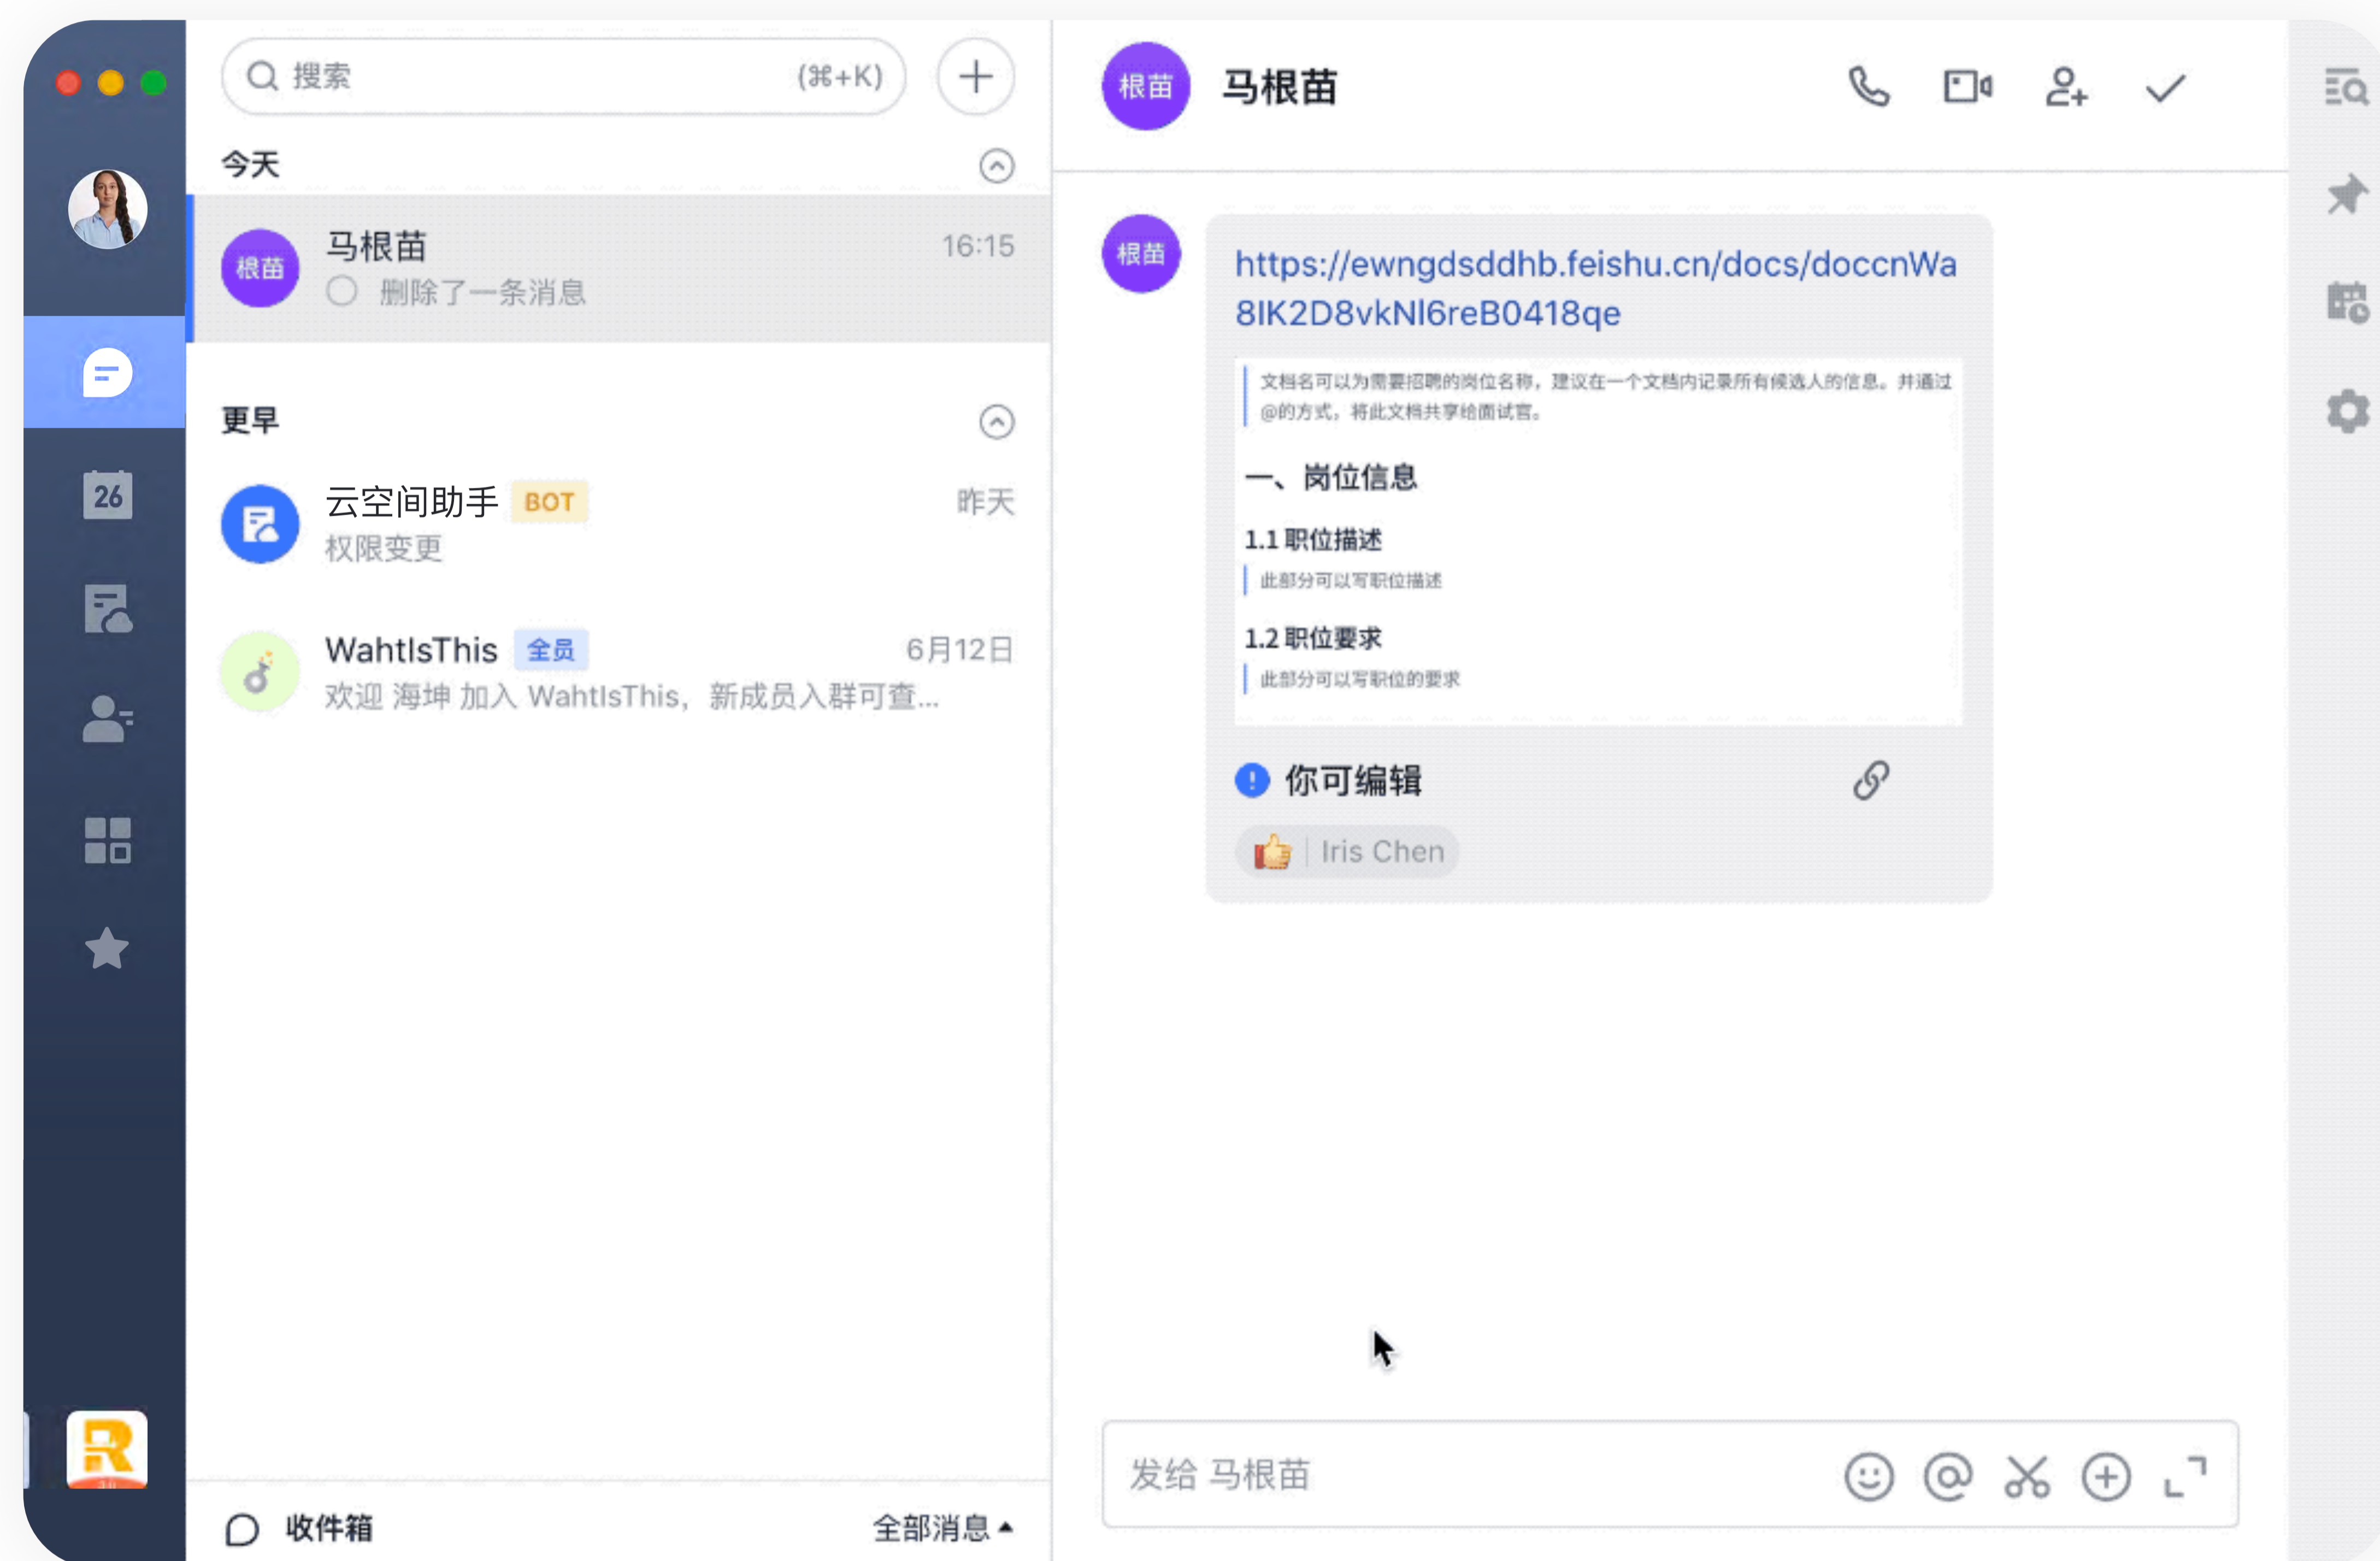 搜索 (⌘+K)
今天
根苗
马根苗 16:15
删除了一条消息
26
更早
云空间助手 BOT 昨天
权限变更
WahtIsThis 全员 6月12日
欢迎 海坤 加入 WahtIsThis，新成员入群可查...
收件箱 全部消息
根苗 马根苗
根苗
https://ewngdsddhb.feishu.cn/docs/doccnWa
8IK2D8vkNl6reB0418qe
文档名可以为需要招聘的岗位名称，建议在一个文档内记录所有候选人的信息。并通过
@的方式，将此文档共享给面试官。
一、岗位信息
1.1 职位描述
此部分可以写职位描述
1.2 职位要求
此部分可以写职位的要求
你可编辑
Iris Chen
发给 马根苗
R